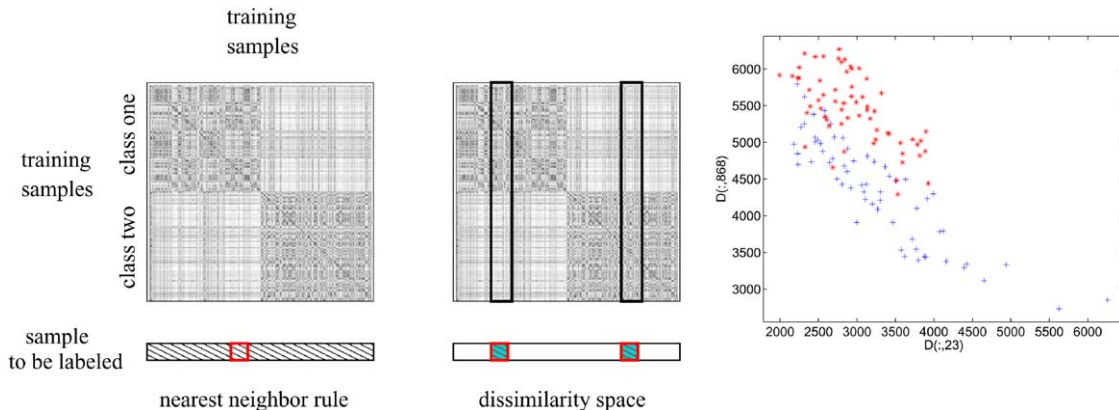 training
samples
training
samples
class one
class two
sample
to be labeled
nearest neighbor rule
dissimilarity space
D(:,868)
6000
5500
5000
4500
4000
3500
3000
2000 2500 3000 3500 4000 4500 5000 5500 6000
D(:,23)